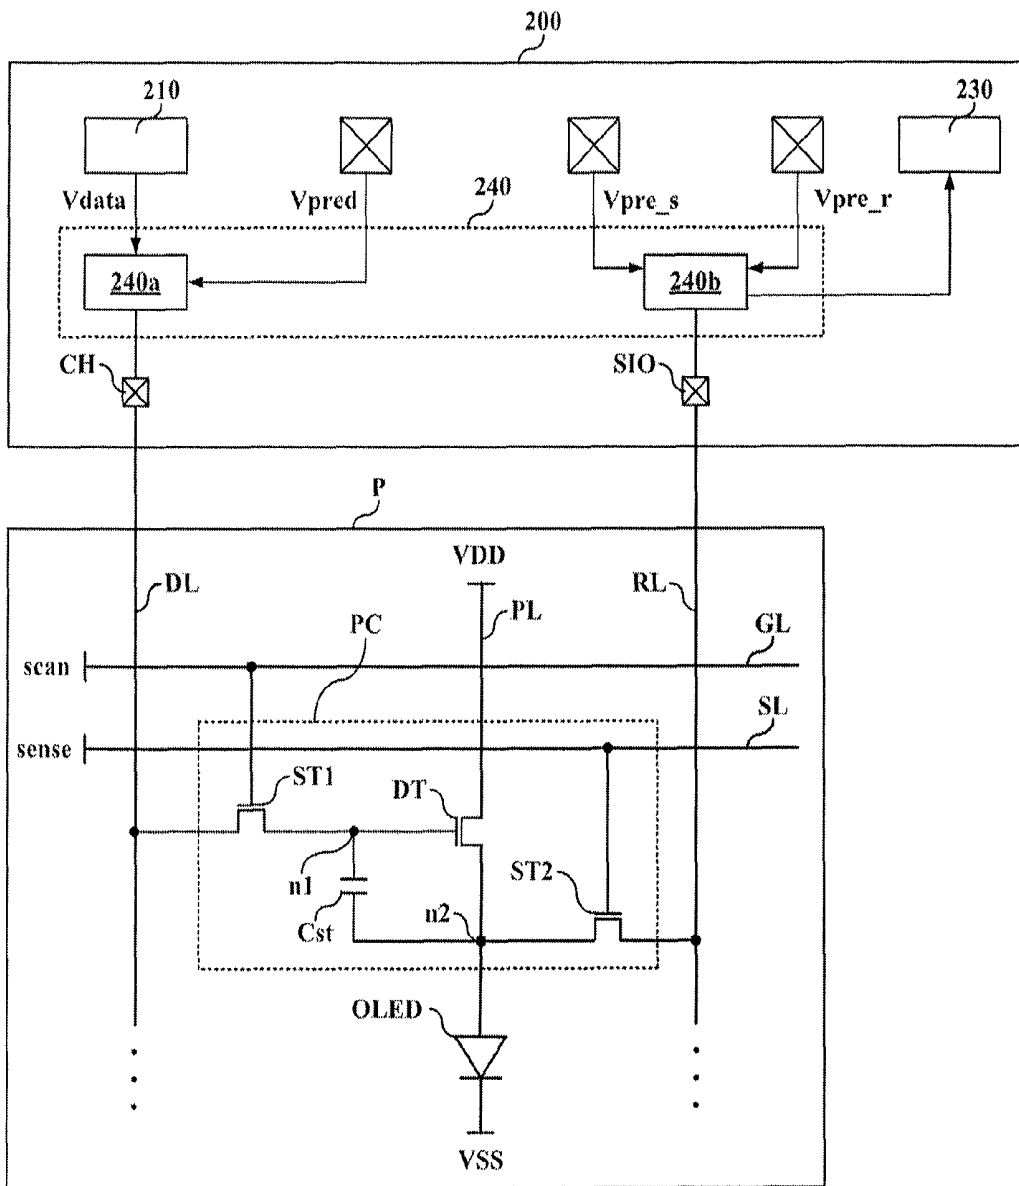 200
210
230
Vdata
Vpred
240
Vpre_s
Vpre_r
240a
240b
CH
SIO
P
VDD
DL
RL
PL
PC
GL
scan
SL
sense
ST1
DT
ST2
n1
n2
Cst
OLED
VSS